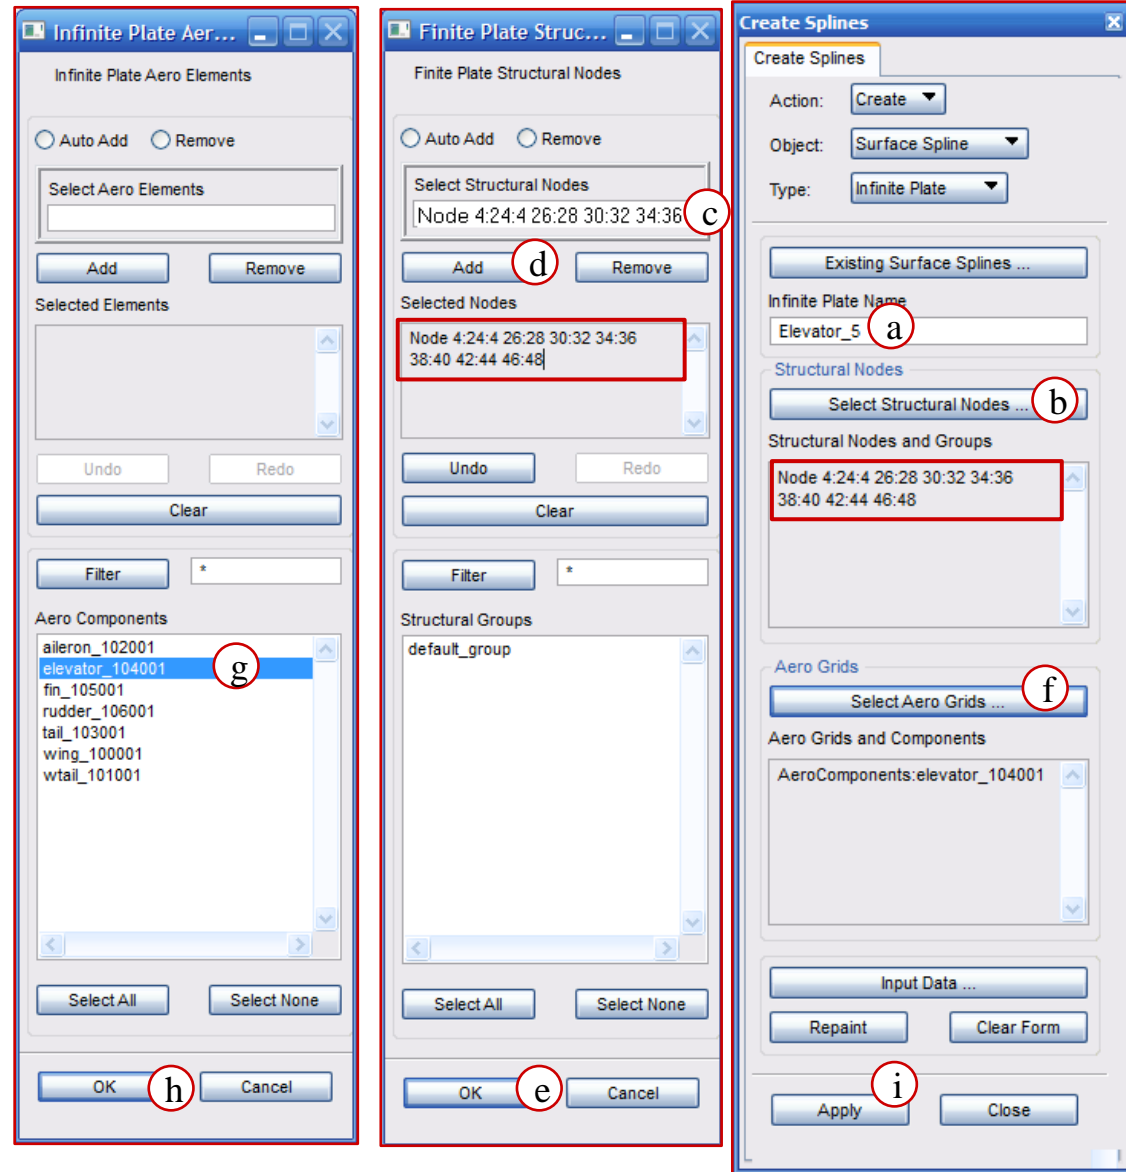 Infinite Plate Aer...
Infinite Plate Aero Elements
Auto Add Remove
Select Aero Elements
Add Remove
Selected Elements
Undo Redo
Clear
Filter *
Aero Components
aileron_102001
elevator_104001 g
fin_105001
rudder_106001
tail_103001
wing_100001
wtail_101001
Select All Select None
OK h Cancel
Finite Plate Struc...
Finite Plate Structural Nodes
Auto Add Remove
Select Structural Nodes
Node 4:24:4 26:28 30:32 34:36 c
Add d Remove
Selected Nodes
Node 4:24:4 26:28 30:32 34:36
38:40 42:44 46:48
Undo Redo
Clear
Filter *
Structural Groups
default_group
Select All Select None
OK e Cancel
Create Splines
Create Splines
Action: Create
Object: Surface Spline
Type: Infinite Plate
Existing Surface Splines ...
Infinite Plate Name
Elevator_5 a
Structural Nodes
Select Structural Nodes ... b
Structural Nodes and Groups
Node 4:24:4 26:28 30:32 34:36
38:40 42:44 46:48
Aero Grids
Select Aero Grids ... f
Aero Grids and Components
AeroComponents:elevator_104001
Input Data ...
Repaint Clear Form
i
Apply Close